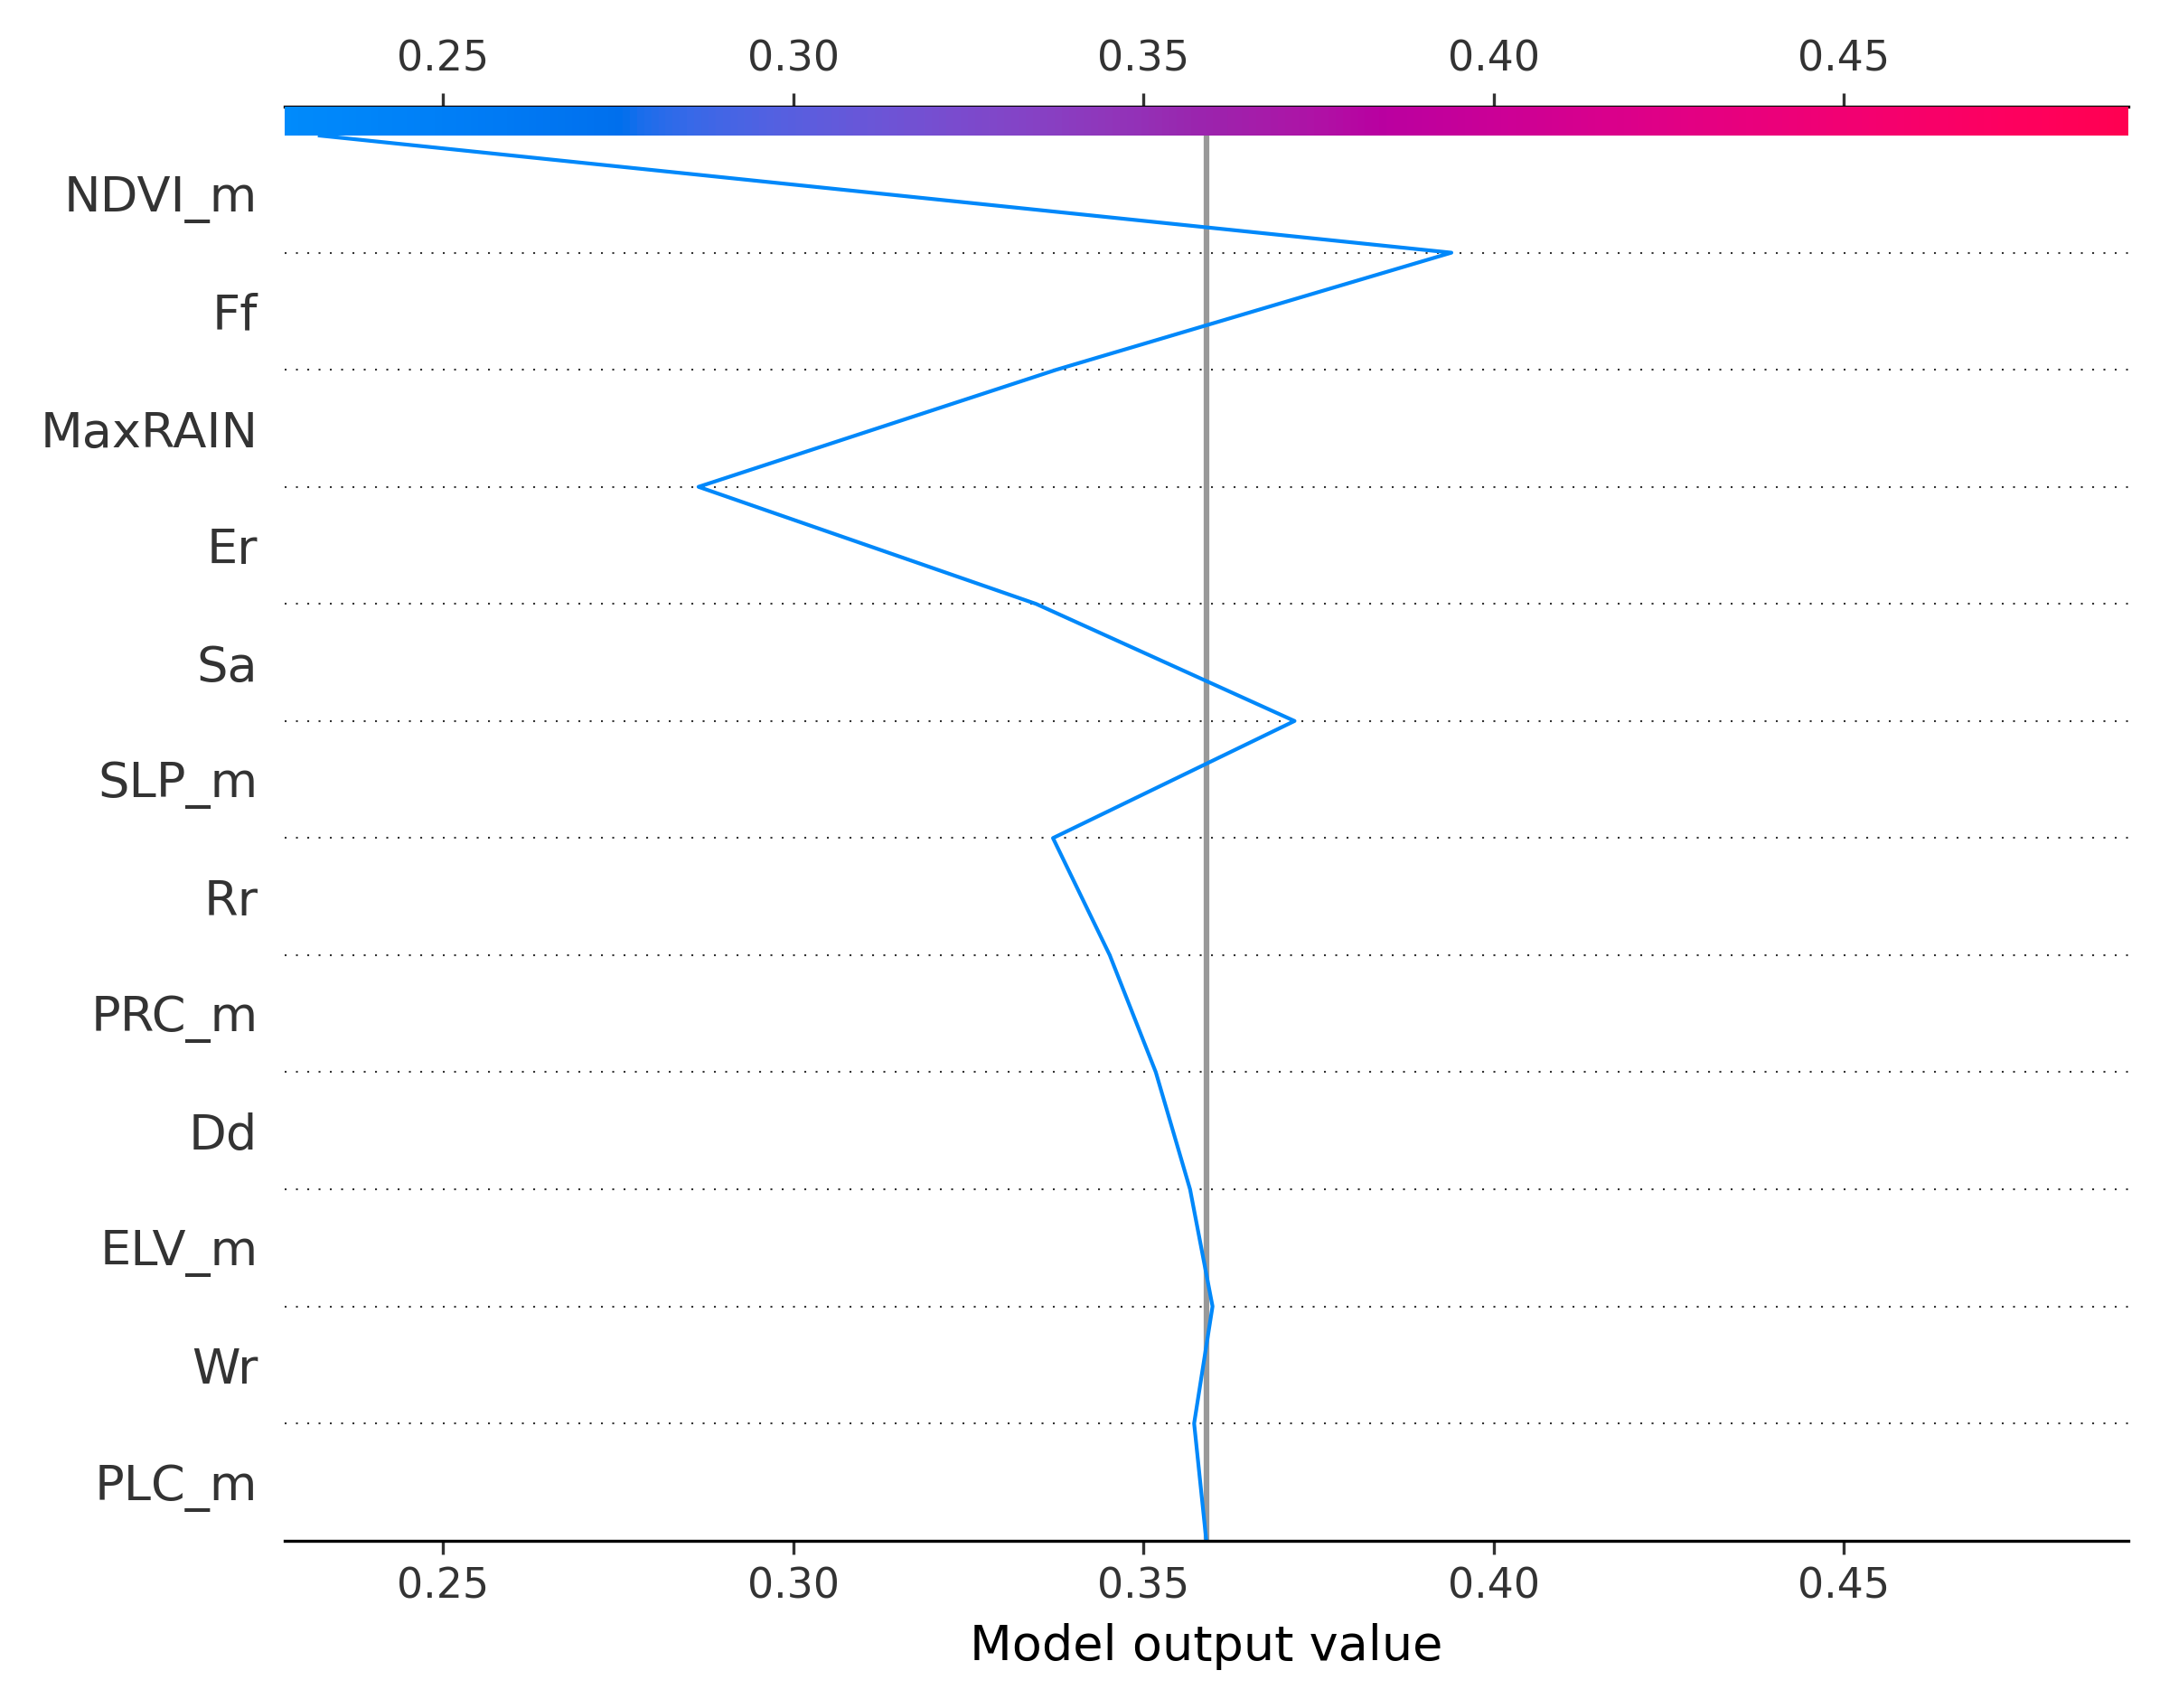 0.25 0.30 0.35 0.40 0.45
NDVI_m
Ff
MaxRAIN
Er
Sa
SLP_m
Rr
PRC_m
Dd
ELV_m
Wr
PLC_m
0.25 0.30 0.35 0.40 0.45
Model output value